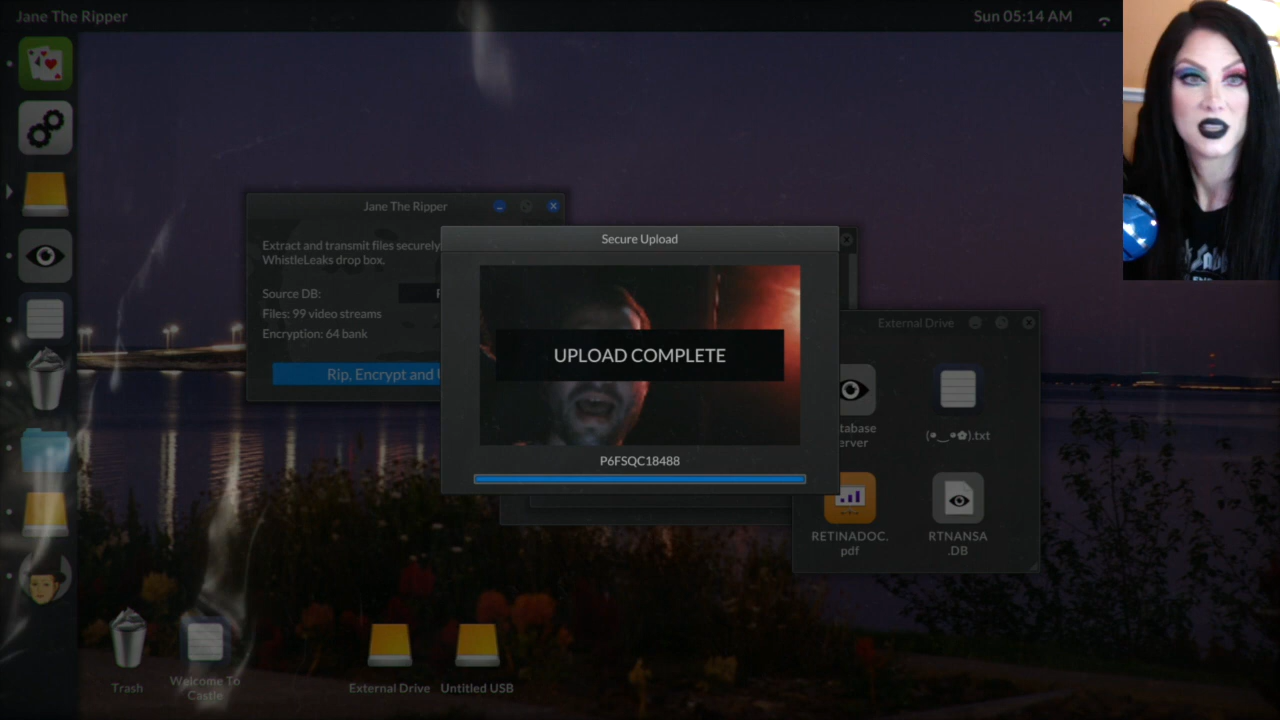 Jane The Ripper
Sun 05:14 AM
Jane The Ripper
Extract and transmit files securely
WhistleLeaks drop box.
Source DB:
Files: 99 video streams
Encryption: 64 bank
Rip, Encrypt and
Secure Upload
UPLOAD COMPLETE
P6FSQC18488
External Drive
(•‿•✿).txt
RETINADOC.
pdf
RTNANSA
.DB
Trash
Welcome To
Castle
External Drive
Untitled USB